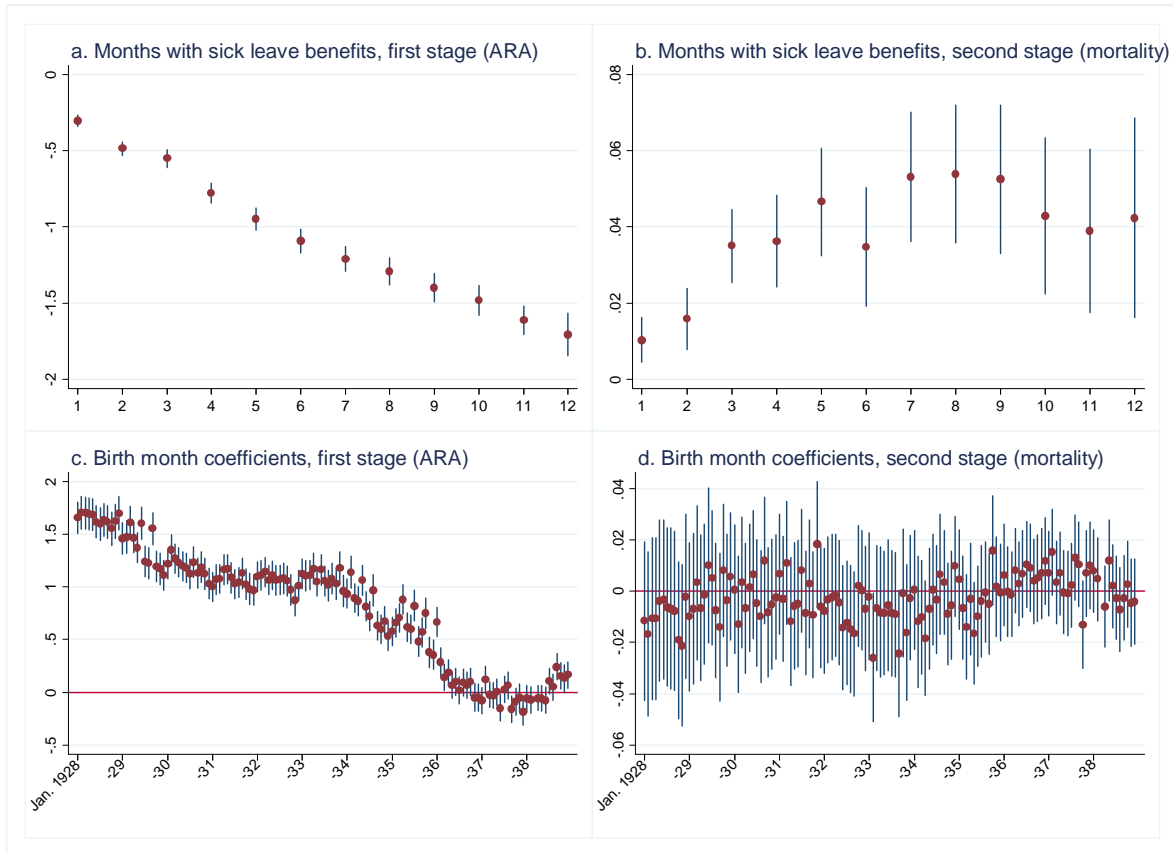 a. Months with sick leave benefits, first stage (ARA)
0
-.5
-1
-1.5
-2
1 2 3 4 5 6 7 8 9 10 11 12
b. Months with sick leave benefits, second stage (mortality)
.08
.06
.04
.02
0
1 2 3 4 5 6 7 8 9 10 11 12
c. Birth month coefficients, first stage (ARA)
2
1.5
1
.5
0
-.5
Jan. 1928 -29 -30 -31 -32 -33 -34 -35 -36 -37 -38
d. Birth month coefficients, second stage (mortality)
.04
.02
0
-.02
-.04
-.06
Jan. 1928 -29 -30 -31 -32 -33 -34 -35 -36 -37 -38